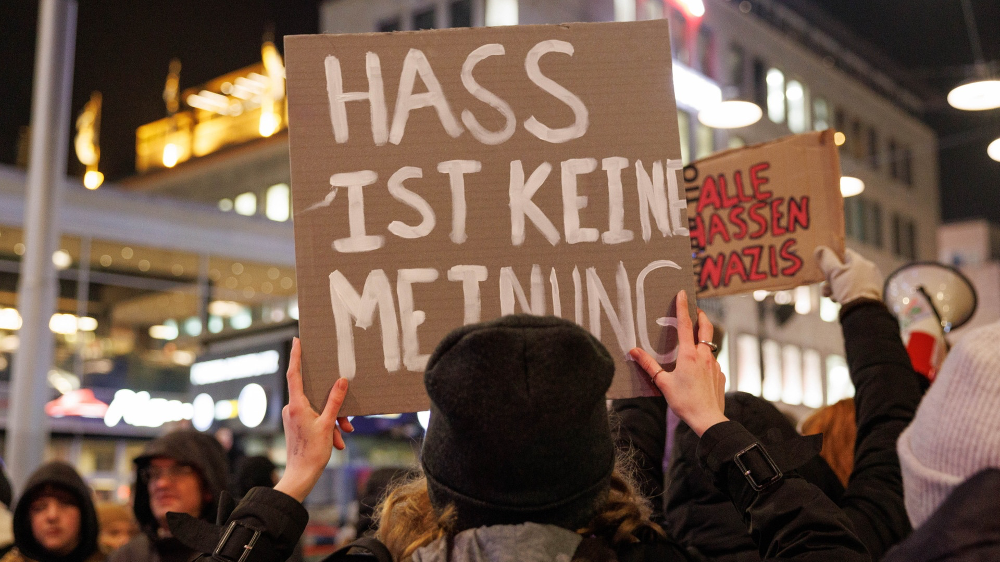 HASS
IST KEINE
MEINUNG
ALLE
HASSEN
NAZIS